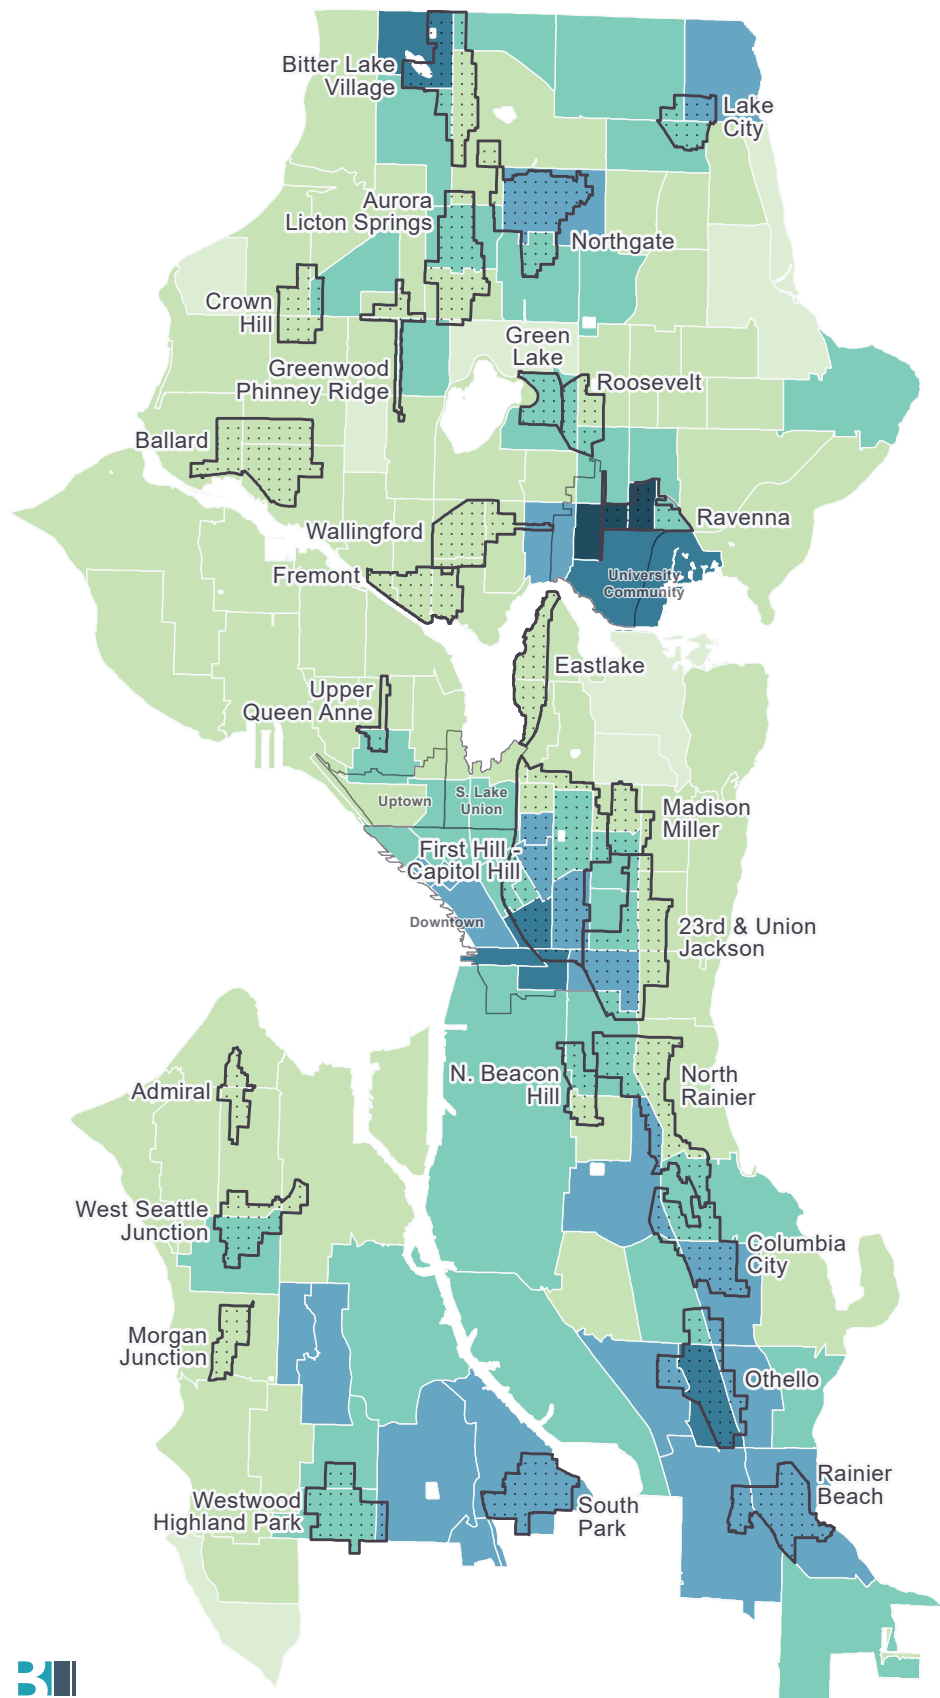 Bitter Lake
Village
Lake
City
Aurora
Licton Springs
Northgate
Crown
Hill
Green
Lake
Greenwood
Phinney Ridge
Roosevelt
Ballard
Wallingford
Ravenna
Fremont
University
Community
Eastlake
Upper
Queen Anne
Uptown
S. Lake
Union
Madison
Miller
First Hill -
Capitol Hill
Downtown
23rd & Union
Jackson
N. Beacon
Hill
North
Rainier
Admiral
West Seattle
Junction
Columbia
City
Morgan
Junction
Othello
Westwood
Highland Park
South
Park
Rainier
Beach